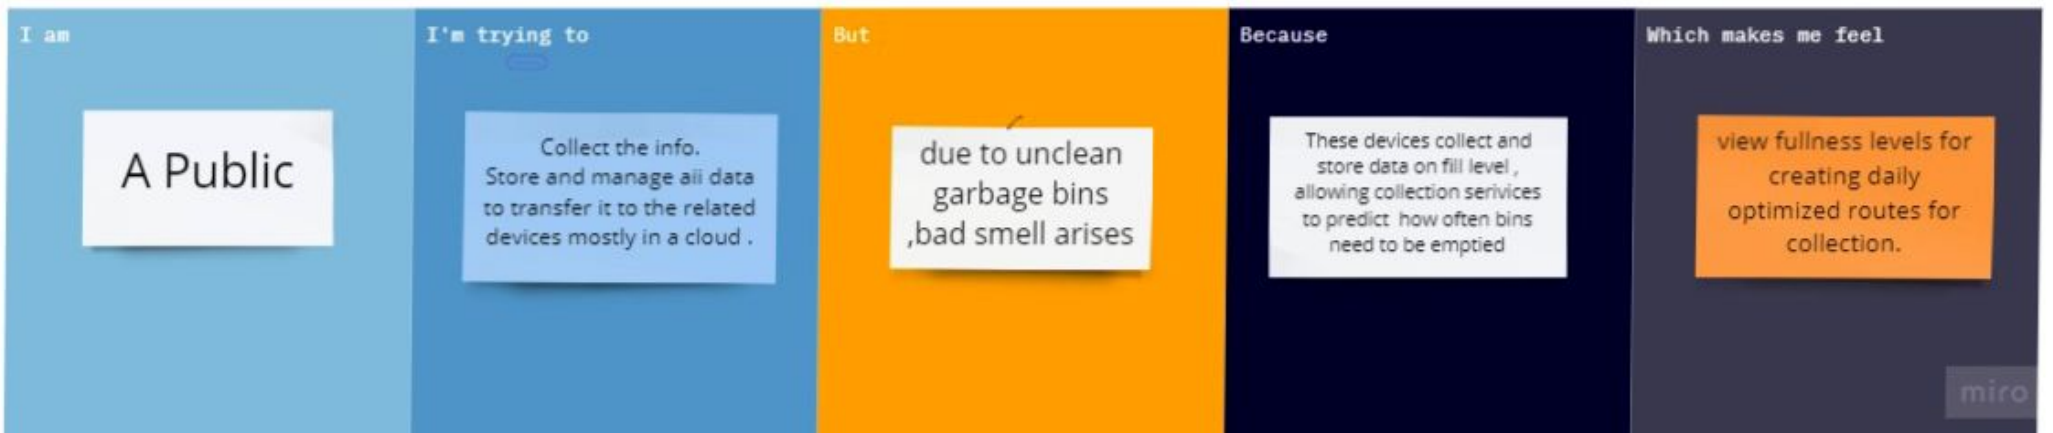 I am
A Public
I'm trying to
Collect the info.
Store and manage aii data
to transfer it to the related
devices mostly in a cloud .
But
due to unclean
garbage bins
,bad smell arises
Because
These devices collect and
store data on fill level ,
allowing collection serivices
to predict how often bins
need to be emptied
Which makes me feel
view fullness levels for
creating daily
optimized routes for
collection.
miro